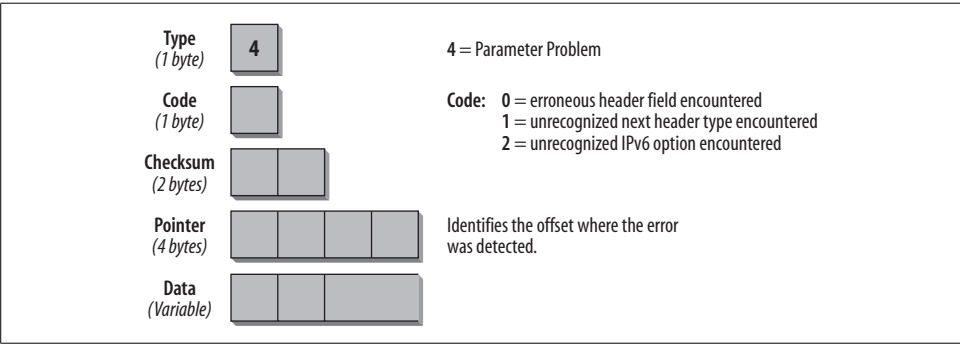 Type
(1 byte)
4
4 = Parameter Problem
Code
(1 byte)
Code: 0 = erroneous header field encountered
1 = unrecognized next header type encountered
2 = unrecognized IPv6 option encountered
Checksum
(2 bytes)
Pointer
(4 bytes)
Identifies the offset where the error
was detected.
Data
(Variable)